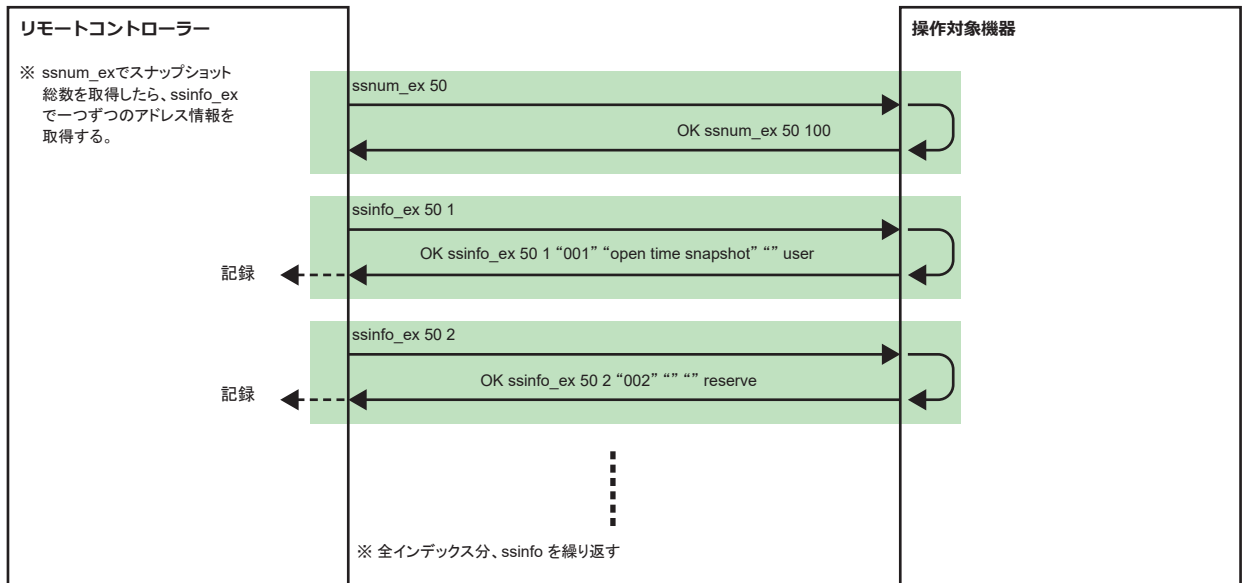 リモートコントローラー
操作対象機器
※ ssnum_exでスナップショット
総数を取得したら、ssinfo_ex
で一つずつのアドレス情報を
取得する。
ssnum_ex 50
OK ssnum_ex 50 100
ssinfo_ex 50 1
OK ssinfo_ex 50 1 “001” “open time snapshot” “” user
記録
ssinfo_ex 50 2
OK ssinfo_ex 50 2 “002” “” “” reserve
記録
※ 全インデックス分、ssinfo を繰り返す